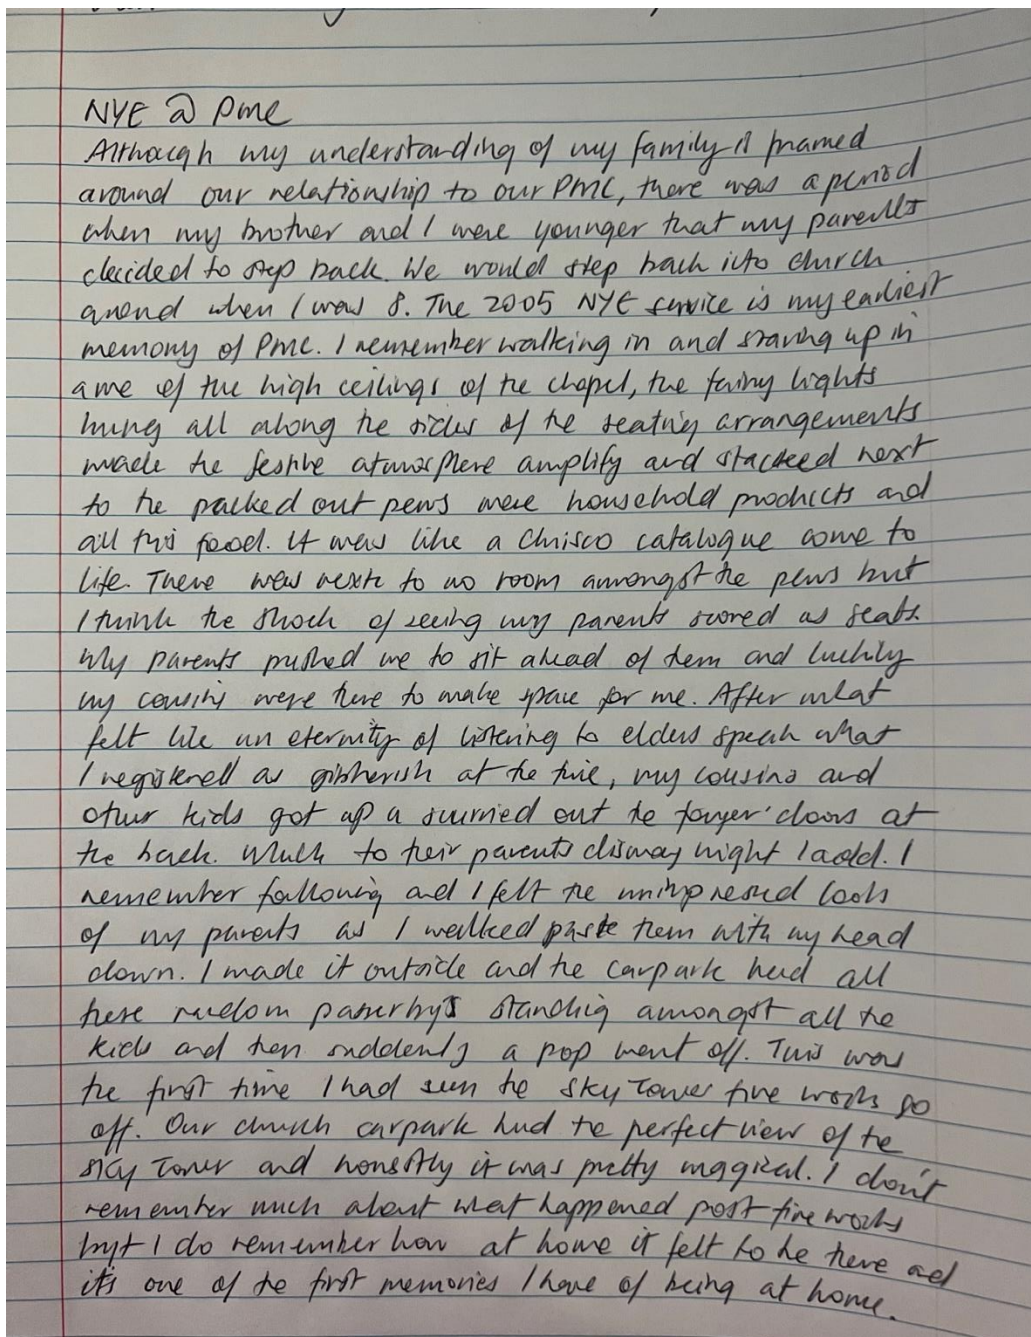 NYE @ PMC
Although my understanding of my family is framed
around our relationship to our PMC, there was a period
when my brother and I were younger that my parents
decided to step back. We would step back into church
around when I was 8. The 2005 NYE service is my earliest
memory of PMC. I remember walking in and staring up in
awe of the high ceilings of the chapel, the fairy lights
hung all along the sides of the seating arrangements
made the festive atmosphere amplify and stacked next
to the packed out pews were household products and
all this food. It was like a Chrisco catalogue come to
life. There was next to no room amongst the pews but
I think the shock of seeing my parents scored us seats.
My parents pushed me to sit ahead of them and luckily
my cousins were there to make space for me. After what
felt like an eternity of listening to elders speak what
I registered as gibberish at the time, my cousins and
other kids got up a scurried out the foyer doors at
the back. Much to their parents dismay might I add. I
remember following and I felt the unimpressed looks
of my parents as I walked paste them with my head
down. I made it outside and the carpark had all
these random passerbys standing amongst all the
kids and then suddenly a pop went off. This was
the first time I had seen the sky tower fire works go
off. Our church carpark had the perfect view of the
sky tower and honestly it was pretty magical. I don't
remember much about what happened post fire works
but I do remember how at home it felt to be there and
it's one of the first memories I have of being at home.